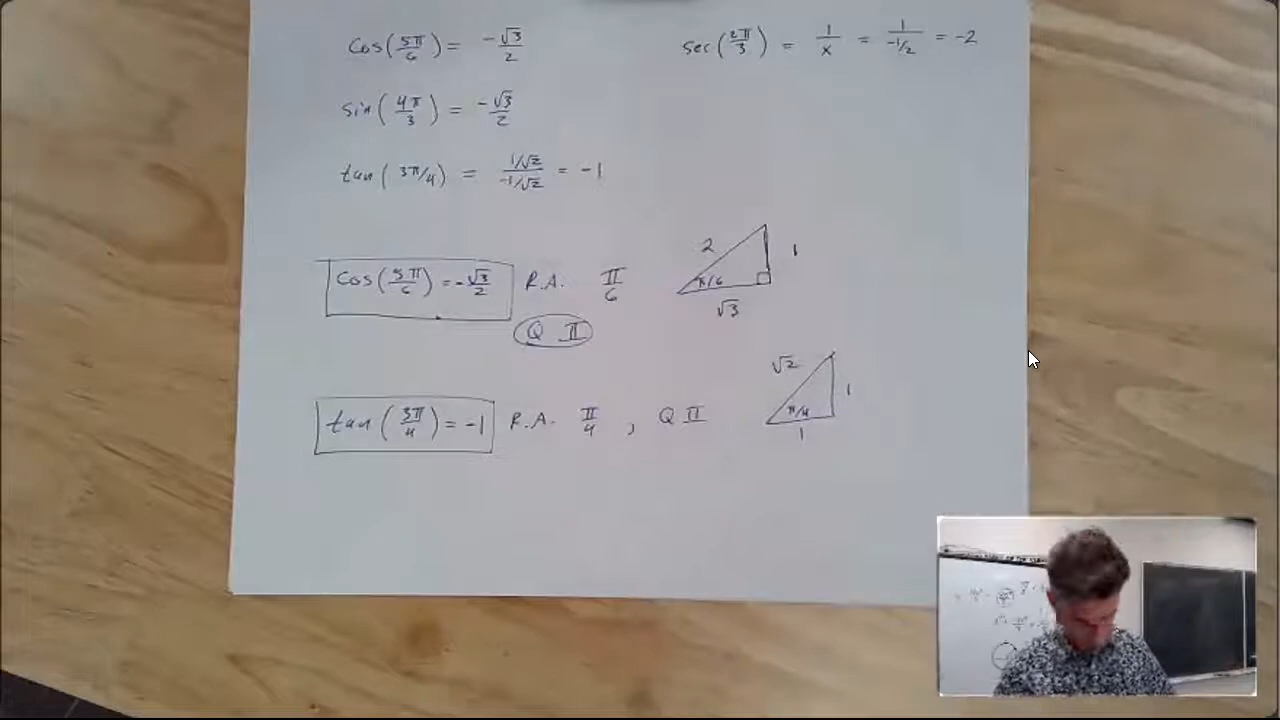 cos(5π/6) = -√3/2
sec(2π/3) = 1/x = 1/-1/2 = -2
sin(4π/3) = -√3/2
tan(3π/4) = 1/√2/-1/√2 = -1
cos(5π/6) = -√3/2 R.A. π/6
Q II
2
1
π/6
√3
tan(3π/4) = -1 R.A. π/4 , Q II
√2
1
π/4
1